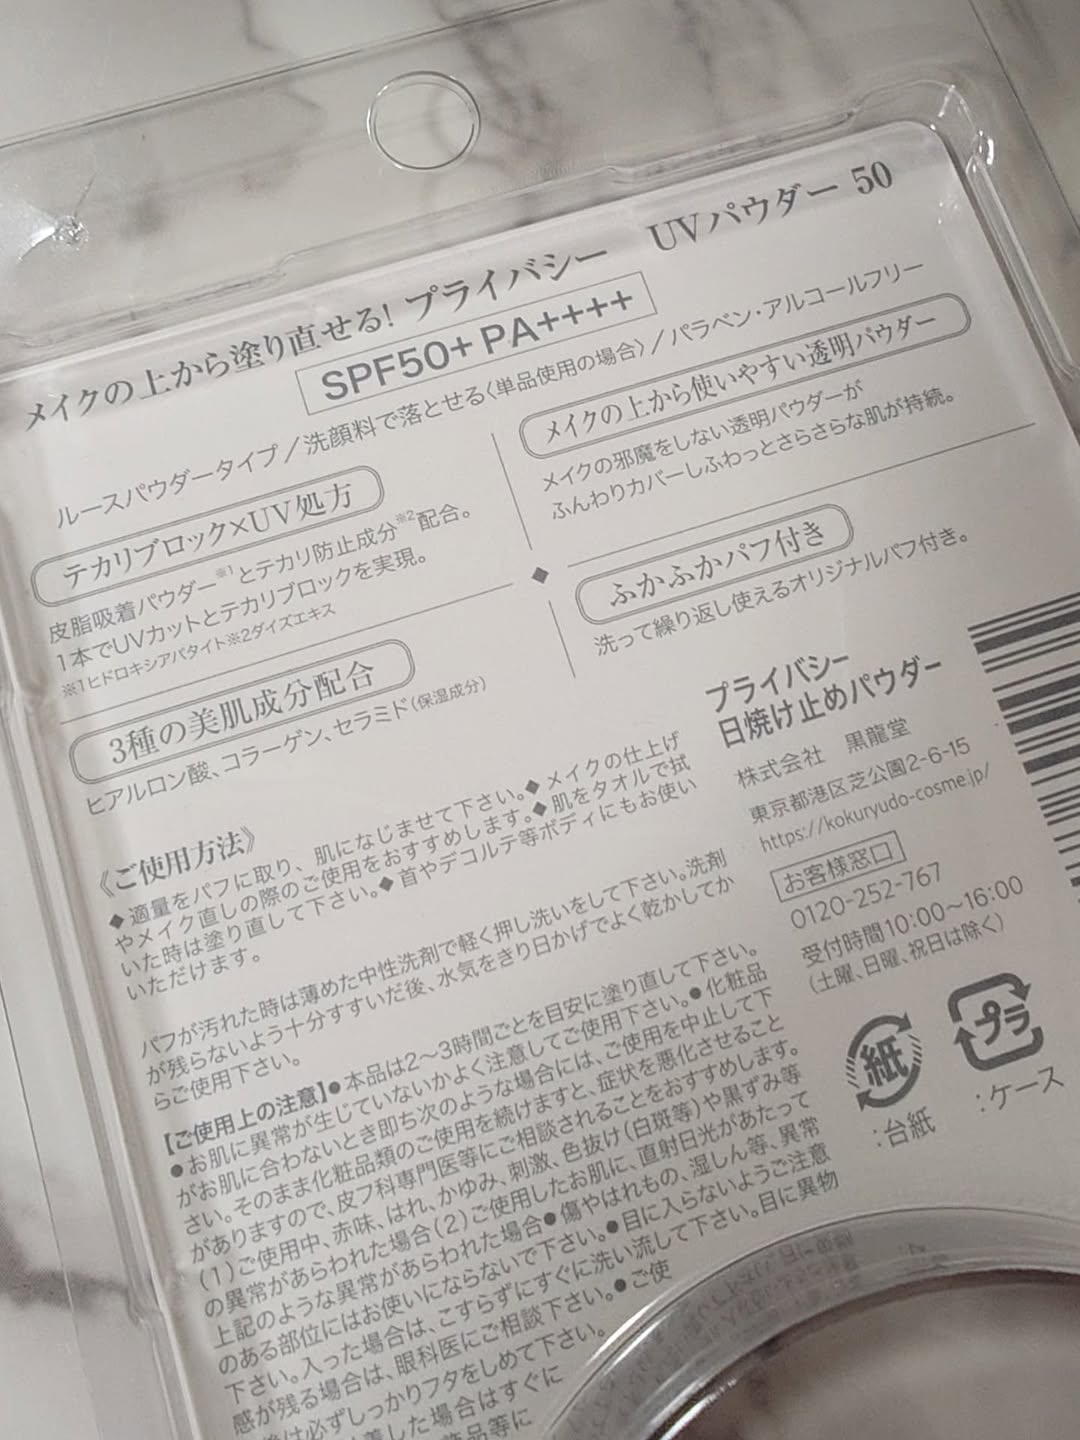 メイクの上から塗り直せる! プライバシー UVパウダー 50
SPF50+ PA++++
ルースパウダータイプ/洗顔料で落とせる〈単品使用の場合〉/パラベン・アルコールフリー
テカリブロック×UV処方
皮脂吸着パウダー※1とテカリ防止成分※2配合。
1本でUVカットとテカリブロックを実現。
※1ヒドロキシアパタイト※2ダイズエキス
メイクの上から使いやすい透明パウダー
メイクの邪魔をしない透明パウダーが
ふんわりカバーしふわっとさらさらな肌が持続。
3種の美肌成分配合
ヒアルロン酸、コラーゲン、セラミド(保湿成分)
ふかふかパフ付き
洗って繰り返し使えるオリジナルパフ付き。
《ご使用方法》
◆適量をパフに取り、肌になじませて下さい。◆メイクの仕上げ
やメイク直しの際のご使用をおすすめします。◆肌をタオルで拭
いた時は塗り直して下さい。◆首やデコルテ等ボディにもお使い
いただけます。
パフが汚れた時は薄めた中性洗剤で軽く押し洗いをして下さい。洗剤
が残らないよう十分すすいだ後、水気をきり日かげでよく乾かしてか
らご使用下さい。
【ご使用上の注意】●本品は2〜3時間ごとを目安に塗り直して下さい。
●お肌に異常が生じていないかよく注意してご使用下さい。●化粧品
がお肌に合わないとき即ち次のような場合には、ご使用を中止して下
さい。そのまま化粧品類のご使用を続けますと、症状を悪化させること
がありますので、皮フ科専門医等にご相談されることをおすすめします。
(1)ご使用中、赤味、はれ、かゆみ、刺激、色抜け(白斑等)や黒ずみ等
の異常があらわれた場合(2)ご使用したお肌に、直射日光があたって
上記のような異常があらわれた場合●傷やはれもの、湿しん等、異常
のある部位にはお使いにならないで下さい。●目に入らないようご注意
下さい。入った場合は、こすらずにすぐに洗い流して下さい。目に異物
感が残る場合は、眼科医にご相談下さい。●ご使
後は必ずしっかりフタをしめて下さい。
着した場合はすぐに
品等に
プライバシー
日焼け止めパウダー
株式会社 黒龍堂
東京都港区芝公園2-6-15
https://kokuryudo-cosme.jp/
お客様窓口
0120-252-767
受付時間10:00〜16:00
(土曜、日曜、祝日は除く)
紙
:台紙
プラ
:ケース